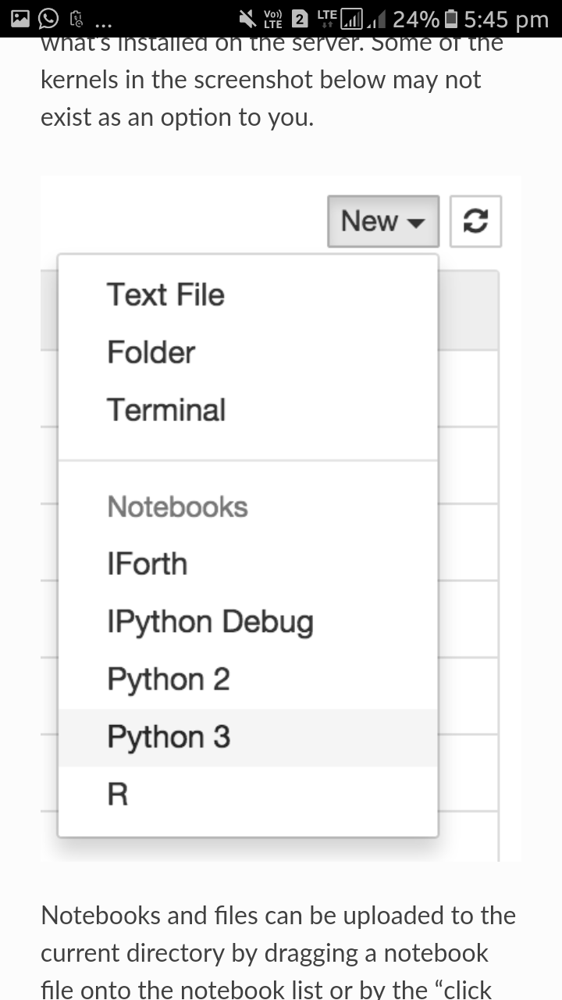 ... Vo)) LTE 2 LTE 24% 5:45 pm
what's installed on the server. Some of the
kernels in the screenshot below may not
exist as an option to you.
New
Text File
Folder
Terminal
Notebooks
IForth
IPython Debug
Python 2
Python 3
R
Notebooks and files can be uploaded to the
current directory by dragging a notebook
file onto the notebook list or by the “click